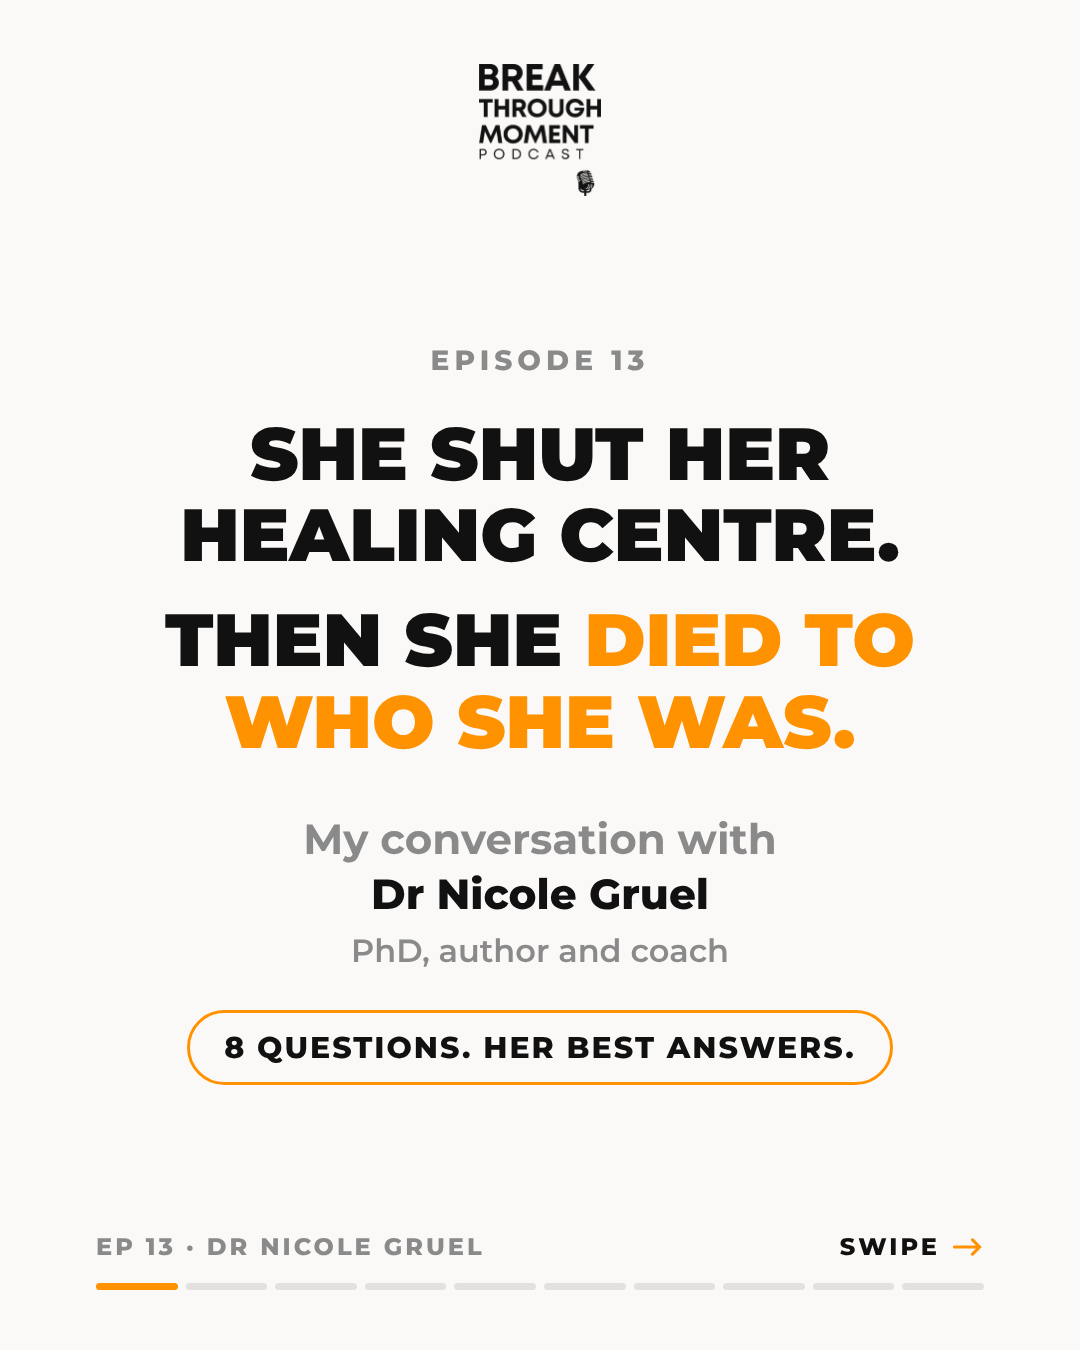 BREAK
THROUGH
MOMENT
PODCAST
EPISODE 13
SHE SHUT HER
HEALING CENTRE.
THEN SHE DIED TO
WHO SHE WAS.
My conversation with
Dr Nicole Gruel
PhD, author and coach
8 QUESTIONS. HER BEST ANSWERS.
EP 13 · DR NICOLE GRUEL
SWIPE →